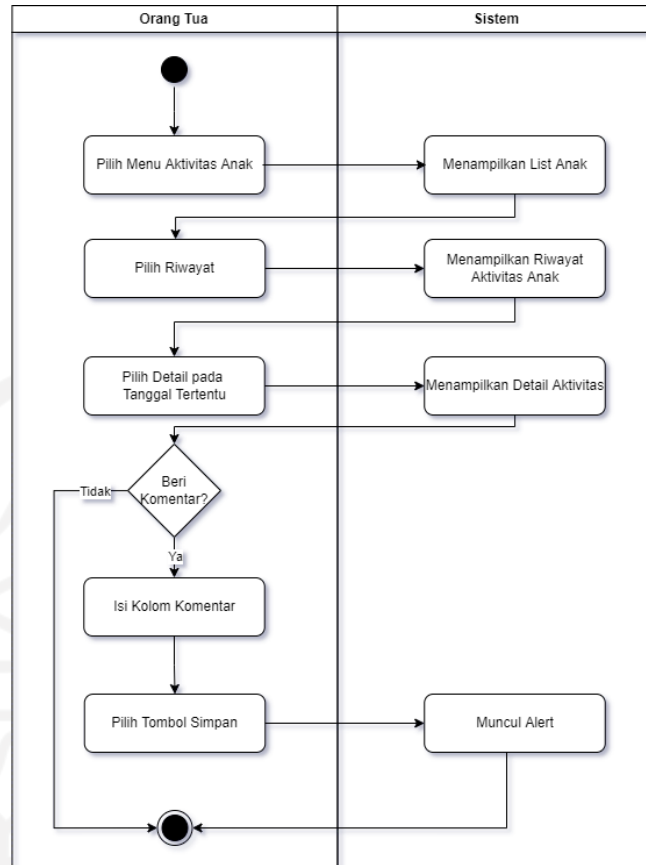 Orang Tua
Sistem
Pilih Menu Aktivitas Anak
Menampilkan List Anak
Pilih Riwayat
Menampilkan Riwayat
Aktivitas Anak
Pilih Detail pada
Tanggal Tertentu
Menampilkan Detail Aktivitas
Beri
Komentar?
Tidak
Ya
Isi Kolom Komentar
Pilih Tombol Simpan
Muncul Alert